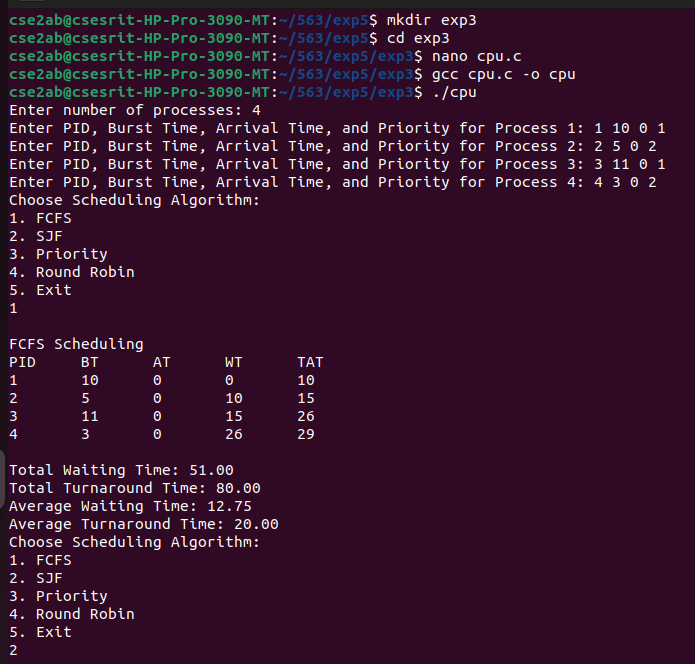 cse2ab@csesrit-HP-Pro-3090-MT:~/563/exp5$ mkdir exp3
cse2ab@csesrit-HP-Pro-3090-MT:~/563/exp5$ cd exp3
cse2ab@csesrit-HP-Pro-3090-MT:~/563/exp5/exp3$ nano cpu.c
cse2ab@csesrit-HP-Pro-3090-MT:~/563/exp5/exp3$ gcc cpu.c -o cpu
cse2ab@csesrit-HP-Pro-3090-MT:~/563/exp5/exp3$ ./cpu
Enter number of processes: 4
Enter PID, Burst Time, Arrival Time, and Priority for Process 1: 1 10 0 1
Enter PID, Burst Time, Arrival Time, and Priority for Process 2: 2 5 0 2
Enter PID, Burst Time, Arrival Time, and Priority for Process 3: 3 11 0 1
Enter PID, Burst Time, Arrival Time, and Priority for Process 4: 4 3 0 2
Choose Scheduling Algorithm:
1. FCFS
2. SJF
3. Priority
4. Round Robin
5. Exit
1
FCFS Scheduling
PID BT AT WT TAT
1 10 0 0 10
2 5 0 10 15
3 11 0 15 26
4 3 0 26 29
Total Waiting Time: 51.00
Total Turnaround Time: 80.00
Average Waiting Time: 12.75
Average Turnaround Time: 20.00
Choose Scheduling Algorithm:
1. FCFS
2. SJF
3. Priority
4. Round Robin
5. Exit
2